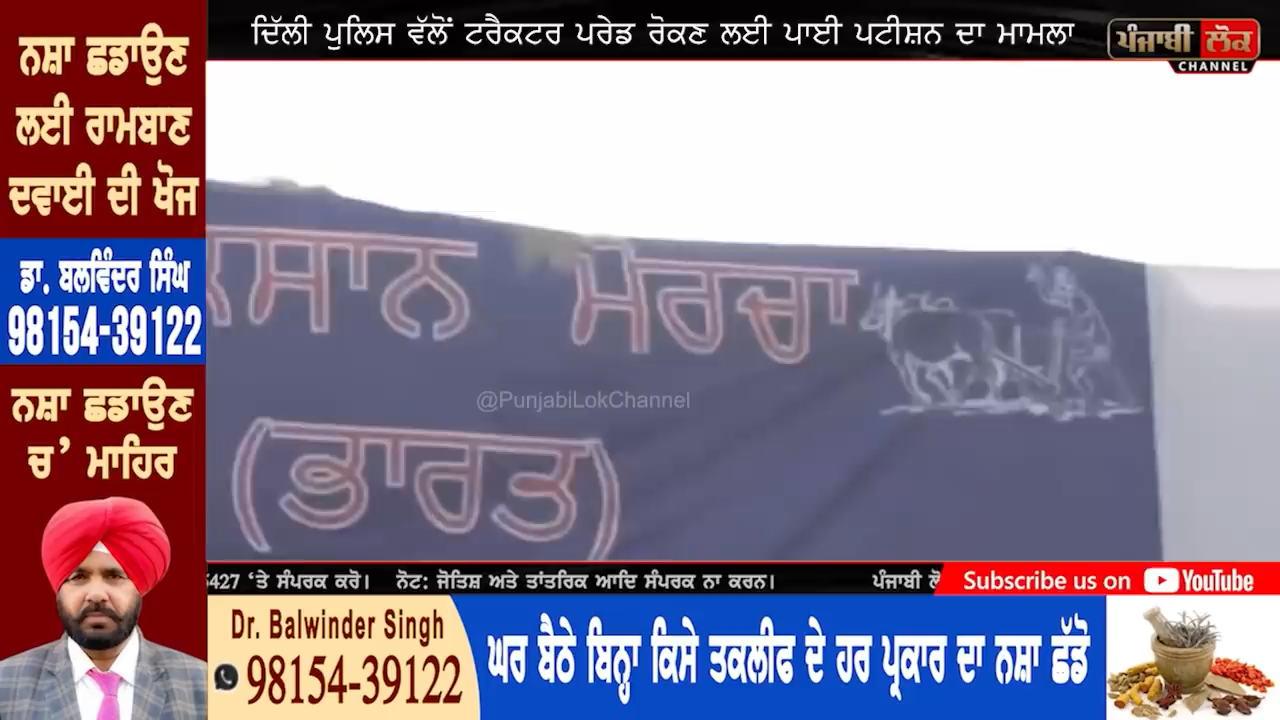 ਦਿੱਲੀ ਪੁਲਿਸ ਵੱਲੋਂ ਟਰੈਕਟਰ ਪਰੇਡ ਰੋਕਣ ਲਈ ਪਾਈ ਪਟੀਸ਼ਨ ਦਾ ਮਾਮਲਾ
ਪੰਜਾਬੀ ਲੋਕ
CHANNEL
ਨਸ਼ਾ ਛਡਾਉਣ
ਲਈ ਰਾਮਬਾਣ
ਦਵਾਈ ਦੀ ਖੋਜ
ਡਾ. ਬਲਵਿੰਦਰ ਸਿੰਘ
98154-39122
ਨਸ਼ਾ ਛਡਾਉਣ
ਚ’ ਮਾਹਿਰ
ਮੋਰਚਾ
@PunjabiLokChannel
(ਭਾਰਤ)
427 ‘ਤੇ ਸੰਪਰਕ ਕਰੋ। ਨੋਟ: ਜੋਤਿਸ਼ ਅਤੇ ਤਾਂਤਰਿਕ ਆਦਿ ਸੰਪਰਕ ਨਾ ਕਰਨ। ਪੰਜਾਬੀ
Subscribe us on YouTube
Dr. Balwinder Singh
98154-39122
ਘਰ ਬੈਠੇ ਬਿਨ੍ਹਾ ਕਿਸੇ ਤਕਲੀਫ ਦੇ ਹਰ ਪ੍ਰਕਾਰ ਦਾ ਨਸ਼ਾ ਛੱਡੋ